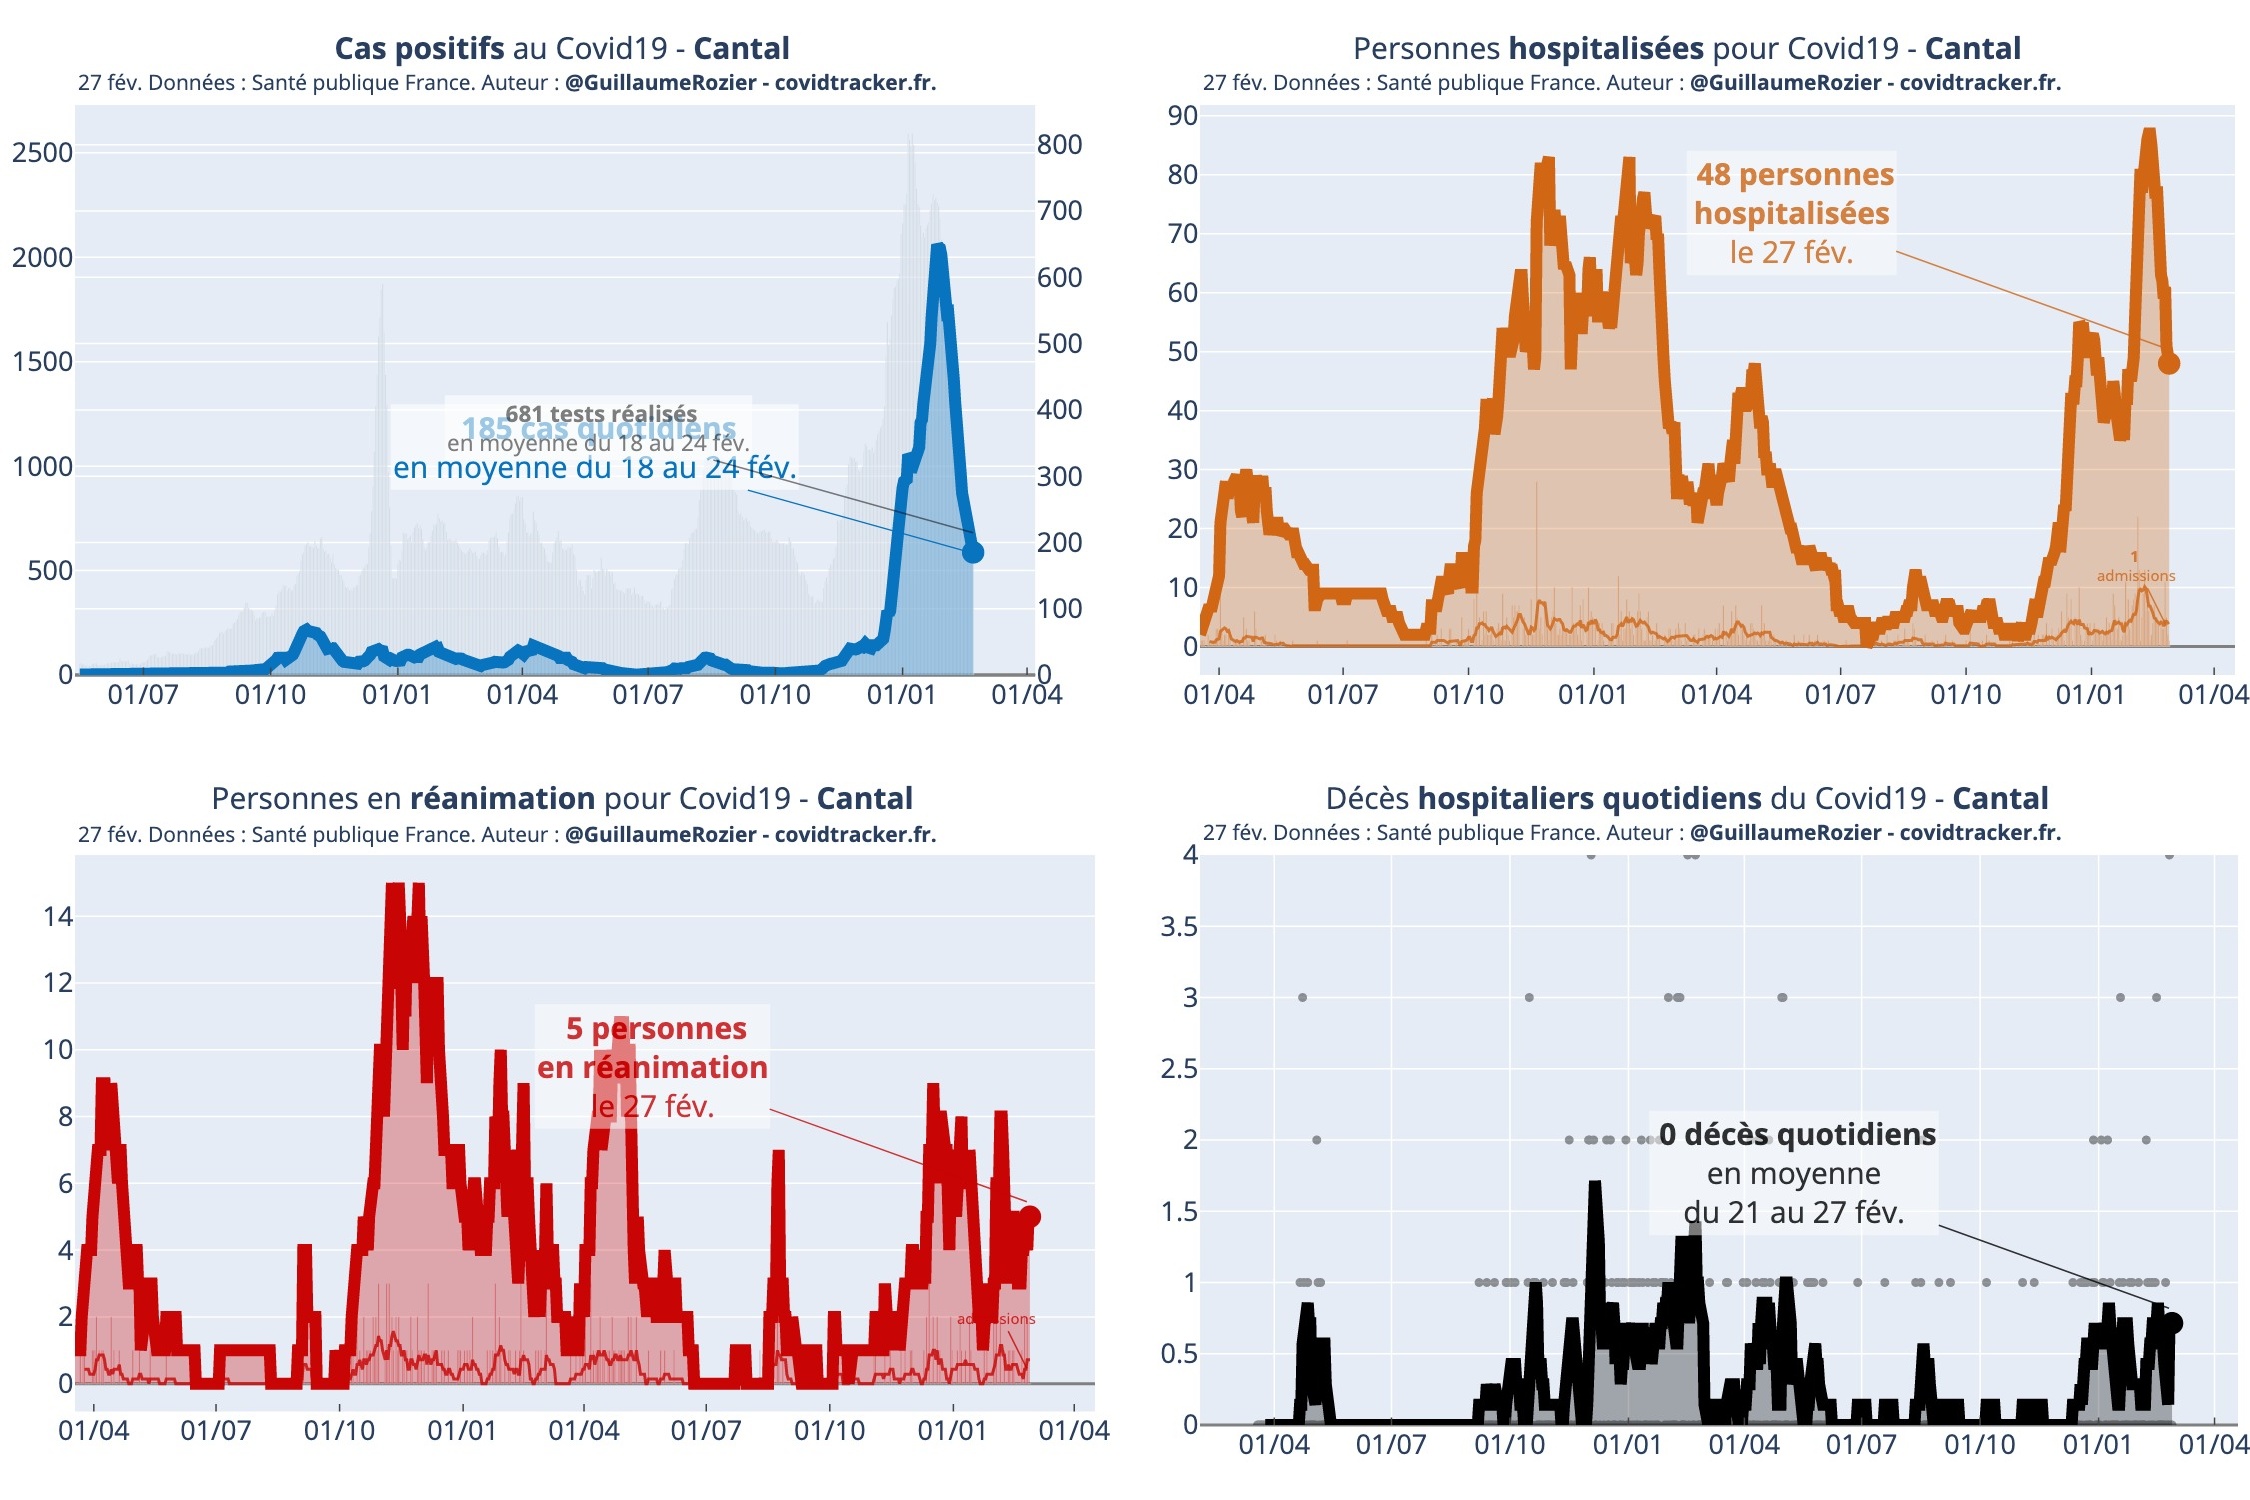 Cas positifs au Covid19 - Cantal
27 fév. Données : Santé publique France. Auteur : @GuillaumeRozier - covidtracker.fr.
2500
2000
1500
1000
500
0
800
700
600
500
400
300
200
100
0
681 tests réalisés
185 cas quotidiens
en moyenne du 18 au 24 fév.
en moyenne du 18 au 24 fév.
01/07 01/10 01/01 01/04 01/07 01/10 01/01 01/04
Personnes hospitalisées pour Covid19 - Cantal
27 fév. Données : Santé publique France. Auteur : @GuillaumeRozier - covidtracker.fr.
90
80
70
60
50
40
30
20
10
0
48 personnes
hospitalisées
le 27 fév.
1
admissions
01/04 01/07 01/10 01/01 01/04 01/07 01/10 01/01 01/04
Personnes en réanimation pour Covid19 - Cantal
27 fév. Données : Santé publique France. Auteur : @GuillaumeRozier - covidtracker.fr.
14
12
10
8
6
4
2
0
5 personnes
en réanimation
le 27 fév.
admissions
01/04 01/07 01/10 01/01 01/04 01/07 01/10 01/01 01/04
Décès hospitaliers quotidiens du Covid19 - Cantal
27 fév. Données : Santé publique France. Auteur : @GuillaumeRozier - covidtracker.fr.
4
3.5
3
2.5
2
1.5
1
0.5
0
0 décès quotidiens
en moyenne
du 21 au 27 fév.
01/04 01/07 01/10 01/01 01/04 01/07 01/10 01/01 01/04